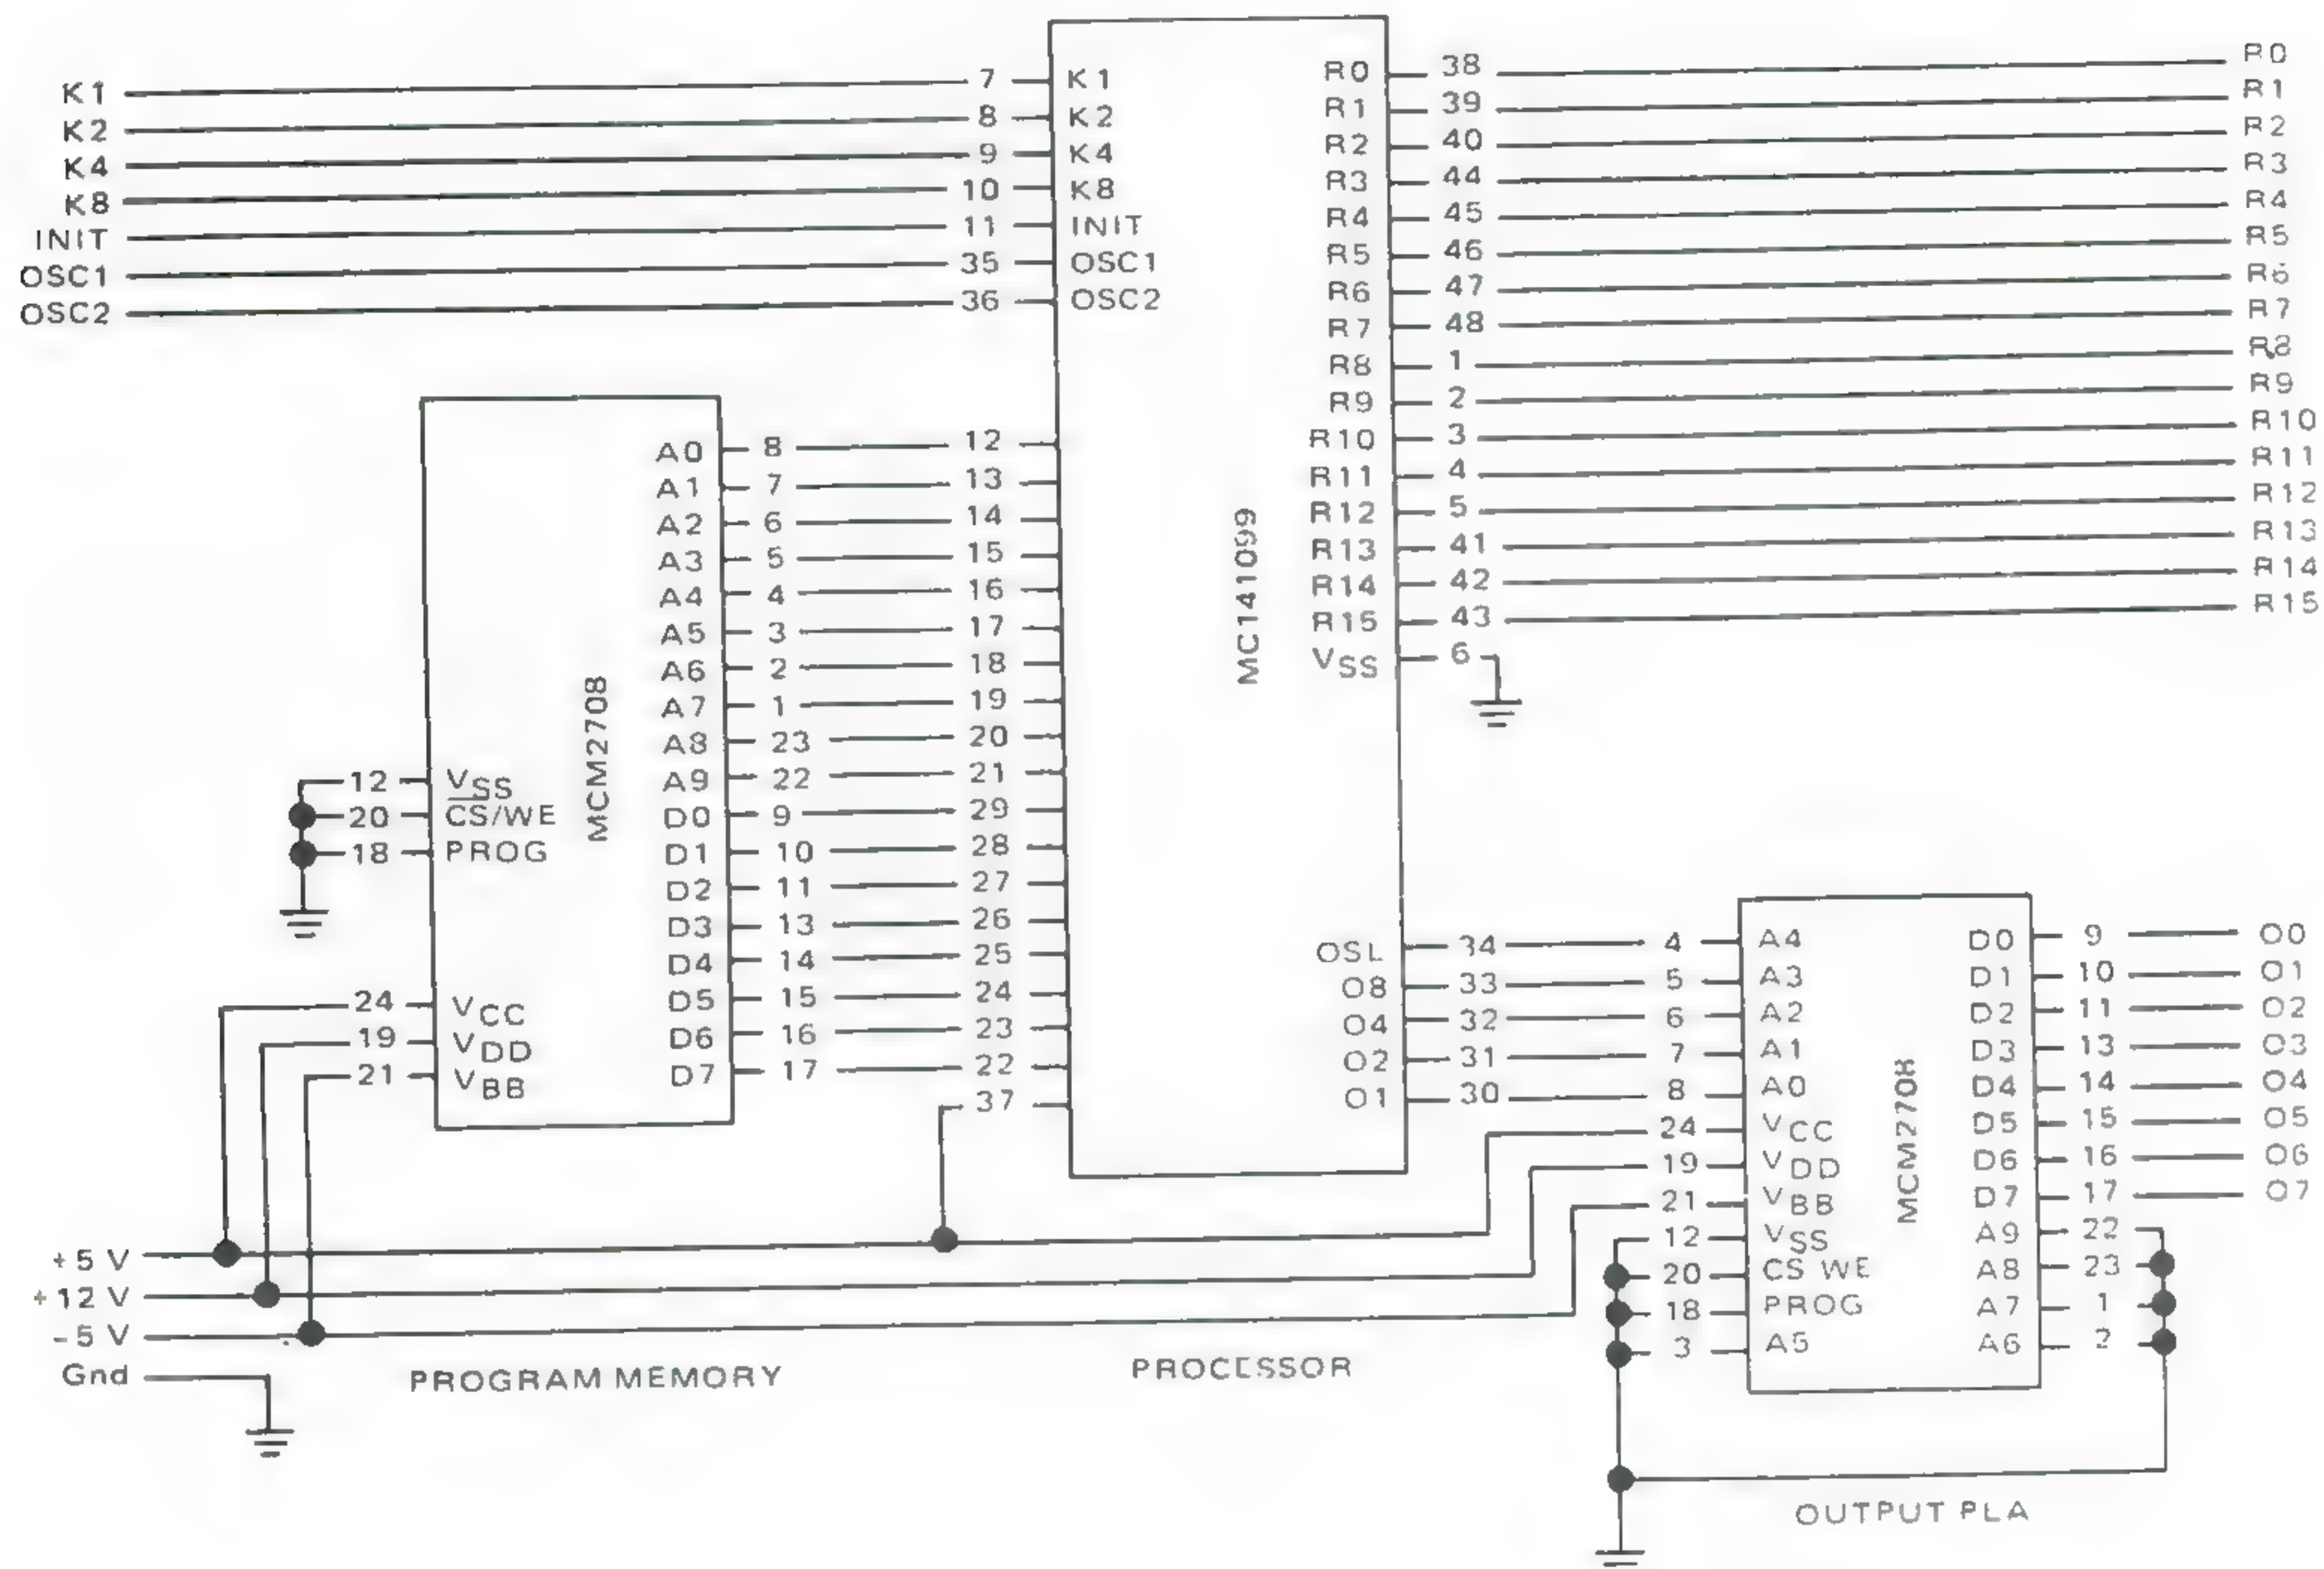 K1 7 K1
K2 8 K2
K4 9 K4
K8 10 K8
INIT 11 INIT
OSC1 35 OSC1
OSC2 36 OSC2
R0 38 R0
R1 39 R1
R2 40 R2
R3 44 R3
R4 45 R4
R5 46 R5
R6 47 R6
R7 48 R7
R8 1 R8
R9 2 R9
R10 3 R10
R11 4 R11
R12 5 R12
R13 41 R13
R14 42 R14
R15 43 R15
VSS 6
MC141099
A0 8 12
A1 7 13
A2 6 14
A3 5 15
A4 4 16
A5 3 17
A6 2 18
A7 1 19
A8 23 20
A9 22 21
D0 9 29
D1 10 28
D2 11 27
D3 13 26
D4 14 25
D5 15 24
D6 16 23
D7 17 22
37
MCM2708
12 VSS
20 CS/WE
18 PROG
24 VCC
19 VDD
21 VBB
OSL 34 4 A4
O8 33 5 A3
O4 32 6 A2
O2 31 7 A1
O1 30 8 A0
24 VCC
19 VDD
21 VBB
12 VSS
20 CS WE
18 PROG
3 A5
MCM2708
D0 9 O0
D1 10 O1
D2 11 O2
D3 13 O3
D4 14 O4
D5 15 O5
D6 16 O6
D7 17 O7
A9 22
A8 23
A7 1
A6 2
+5 V
+12 V
-5 V
Gnd
PROGRAM MEMORY
PROCESSOR
OUTPUT PLA